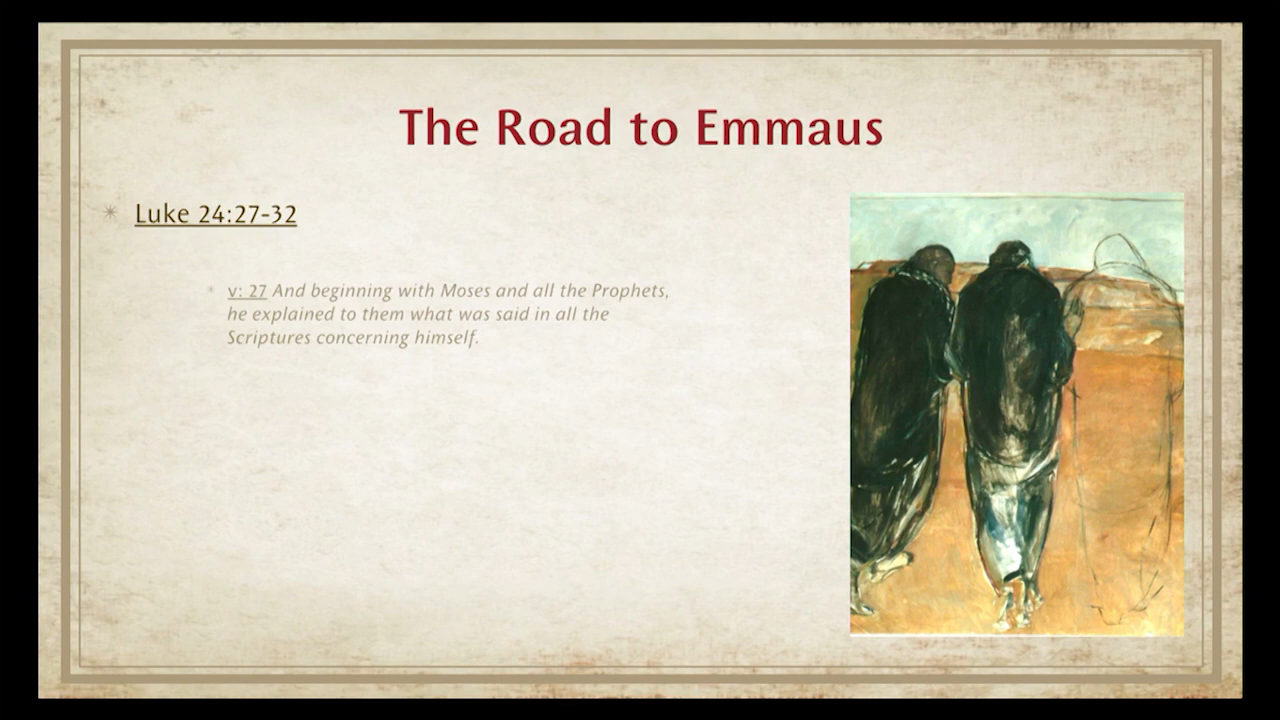 The Road to Emmaus
Luke 24:27-32
v: 27 And beginning with Moses and all the Prophets,
he explained to them what was said in all the
Scriptures concerning himself.